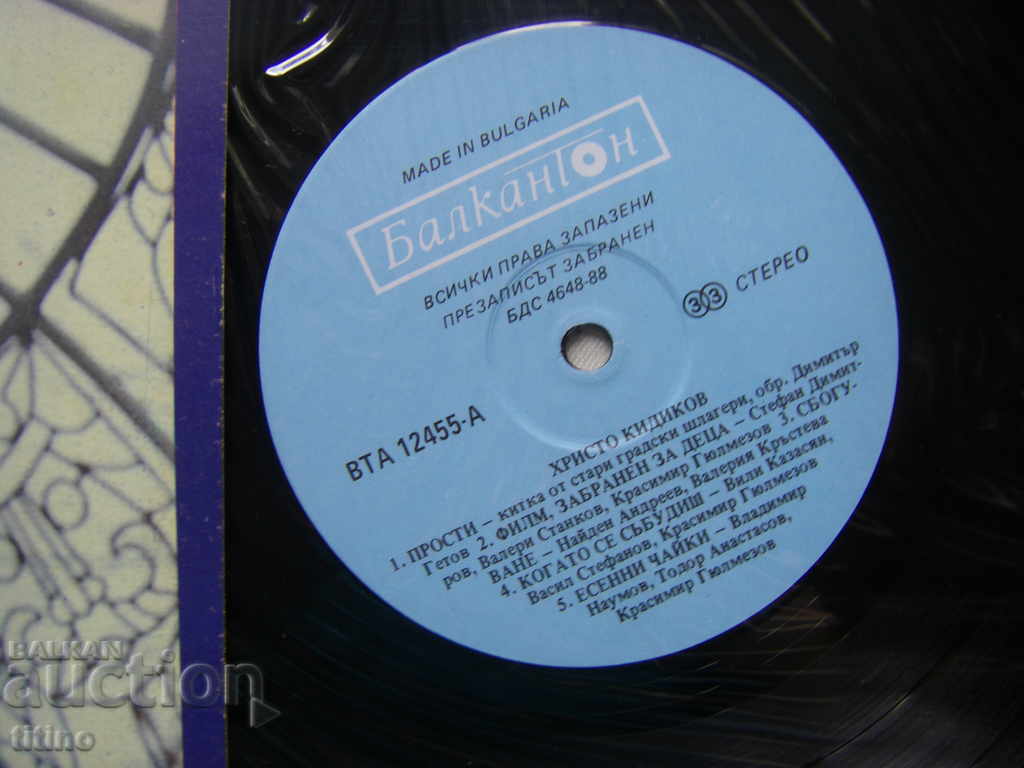 MADE IN BULGARIA
Балкантон
ВСИЧКИ ПРАВА ЗАПАЗЕНИ
ПРЕЗАПИСЪТ ЗАБРАНЕН
БДС 4648-88
33 СТЕРЕО
ВТА 12455-А
ХРИСТО КИДИКОВ
1. ПРОСТИ – китка от стари градски шлагери, обр. Димитър
Гетов 2. ФИЛМ, ЗАБРАНЕН ЗА ДЕЦА – Стефан Димит-
ров, Валери Станков, Красимир Гюлмезов 3. СБОГУ-
ВАНЕ – Найден Андреев, Валерия Кръстева
4. КОГАТО СЕ СЪБУДИШ – Вили Казасян,
Васил Стефанов, Красимир Гюлмезов
5. ЕСЕННИ ЧАЙКИ – Владимир
Наумов, Тодор Анастасов,
Красимир Гюлмезов
BALKAN
auction
titino